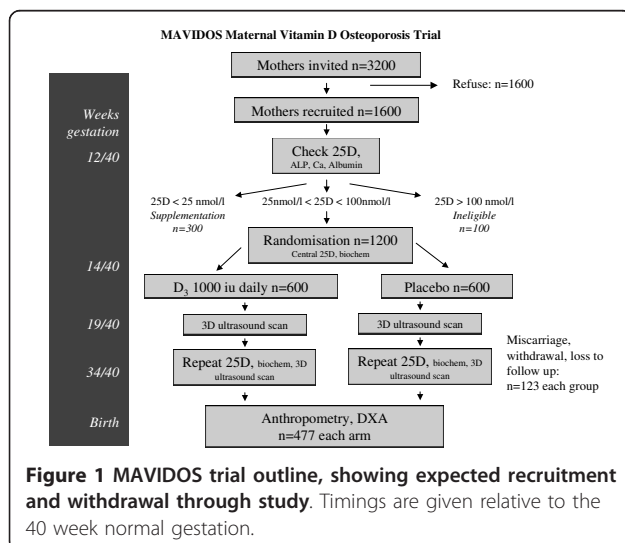 MAVIDOS Maternal Vitamin D Osteoporosis Trial
Mothers invited n=3200
Refuse: n=1600
Mothers recruited n=1600
Weeks
gestation
12/40
Check 25D,
ALP, Ca, Albumin
25D < 25 nmol/l
Supplementation
n=300
25nmol/l < 25D < 100nmol/l
25D > 100 nmol/l
Ineligible
n=100
Randomisation n=1200
Central 25D, biochem
14/40
D3 1000 iu daily n=600
Placebo n=600
19/40
3D ultrasound scan
3D ultrasound scan
34/40
Repeat 25D, biochem, 3D
ultrasound scan
Repeat 25D, biochem, 3D
ultrasound scan
Miscarriage,
withdrawal, loss to
follow up:
n=123 each group
Birth
Anthropometry, DXA
n=477 each arm
Figure 1 MAVIDOS trial outline, showing expected recruitment
and withdrawal through study. Timings are given relative to the
40 week normal gestation.